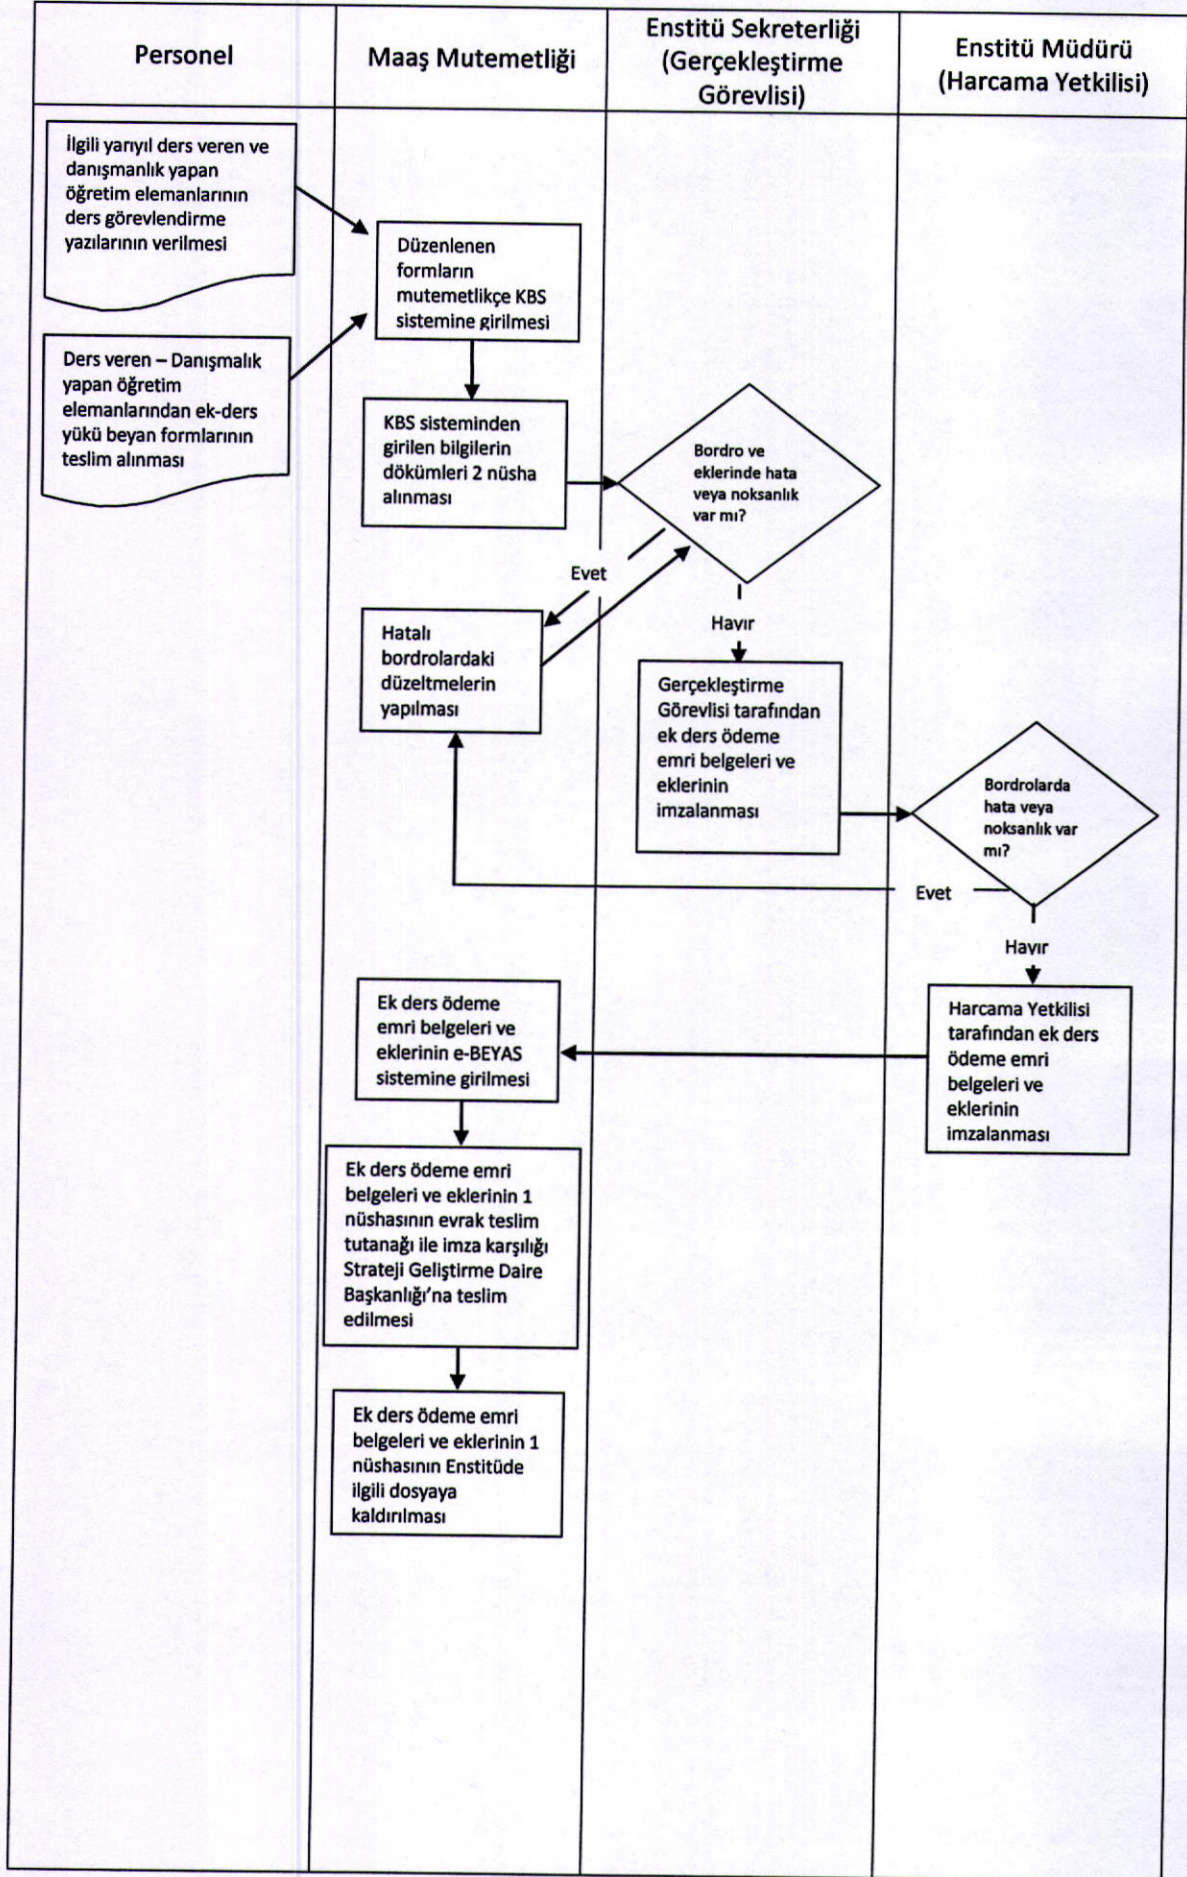 Personel
Maaş Mutemetliği
Enstitü Sekreterliği
(Gerçekleştirme
Görevlisi)
Enstitü Müdürü
(Harcama Yetkilisi)
İlgili yarıyıl ders veren ve
danışmanlık yapan
öğretim elemanlarının
ders görevlendirme
yazılarının verilmesi
Ders veren – Danışmalık
yapan öğretim
elemanlarından ek-ders
yükü beyan formlarının
teslim alınması
Düzenlenen
formların
mutemetlikçe KBS
sistemine girilmesi
KBS sisteminden
girilen bilgilerin
dökümleri 2 nüsha
alınması
Bordro ve
eklerinde hata
veya noksanlık
var mı?
Evet
Hatalı
bordrolardaki
düzeltmelerin
yapılması
Hayır
Gerçekleştirme
Görevlisi tarafından
ek ders ödeme
emri belgeleri ve
eklerinin
imzalanması
Bordrolarda
hata veya
noksanlık var
mı?
Evet
Hayır
Harcama Yetkilisi
tarafından ek ders
ödeme emri
belgeleri ve
eklerinin
imzalanması
Ek ders ödeme
emri belgeleri ve
eklerinin e-BEYAS
sistemine girilmesi
Ek ders ödeme emri
belgeleri ve eklerinin 1
nüshasının evrak teslim
tutanağı ile imza karşılığı
Strateji Geliştirme Daire
Başkanlığı’na teslim
edilmesi
Ek ders ödeme emri
belgeleri ve eklerinin 1
nüshasının Enstitüde
ilgili dosyaya
kaldırılması